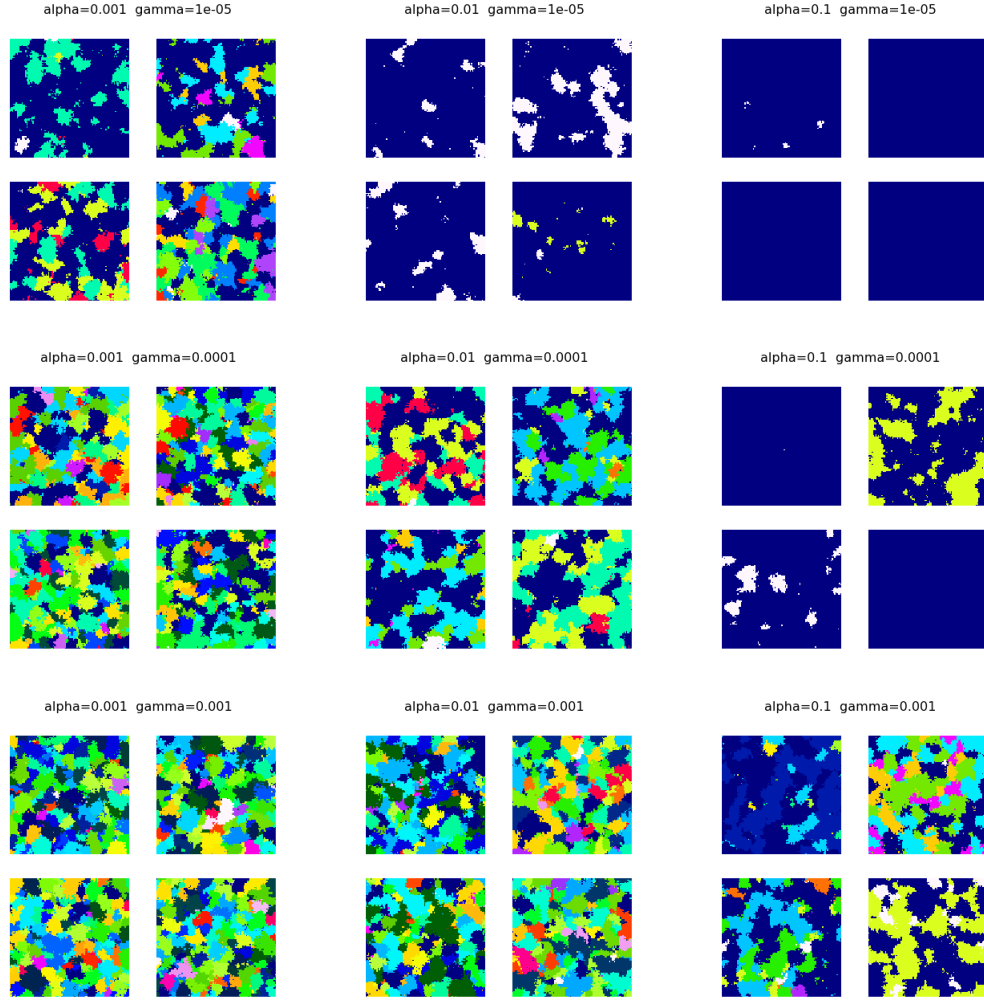 alpha=0.001 gamma=1e-05
alpha=0.01 gamma=1e-05
alpha=0.1 gamma=1e-05
alpha=0.001 gamma=0.0001
alpha=0.01 gamma=0.0001
alpha=0.1 gamma=0.0001
alpha=0.001 gamma=0.001
alpha=0.01 gamma=0.001
alpha=0.1 gamma=0.001